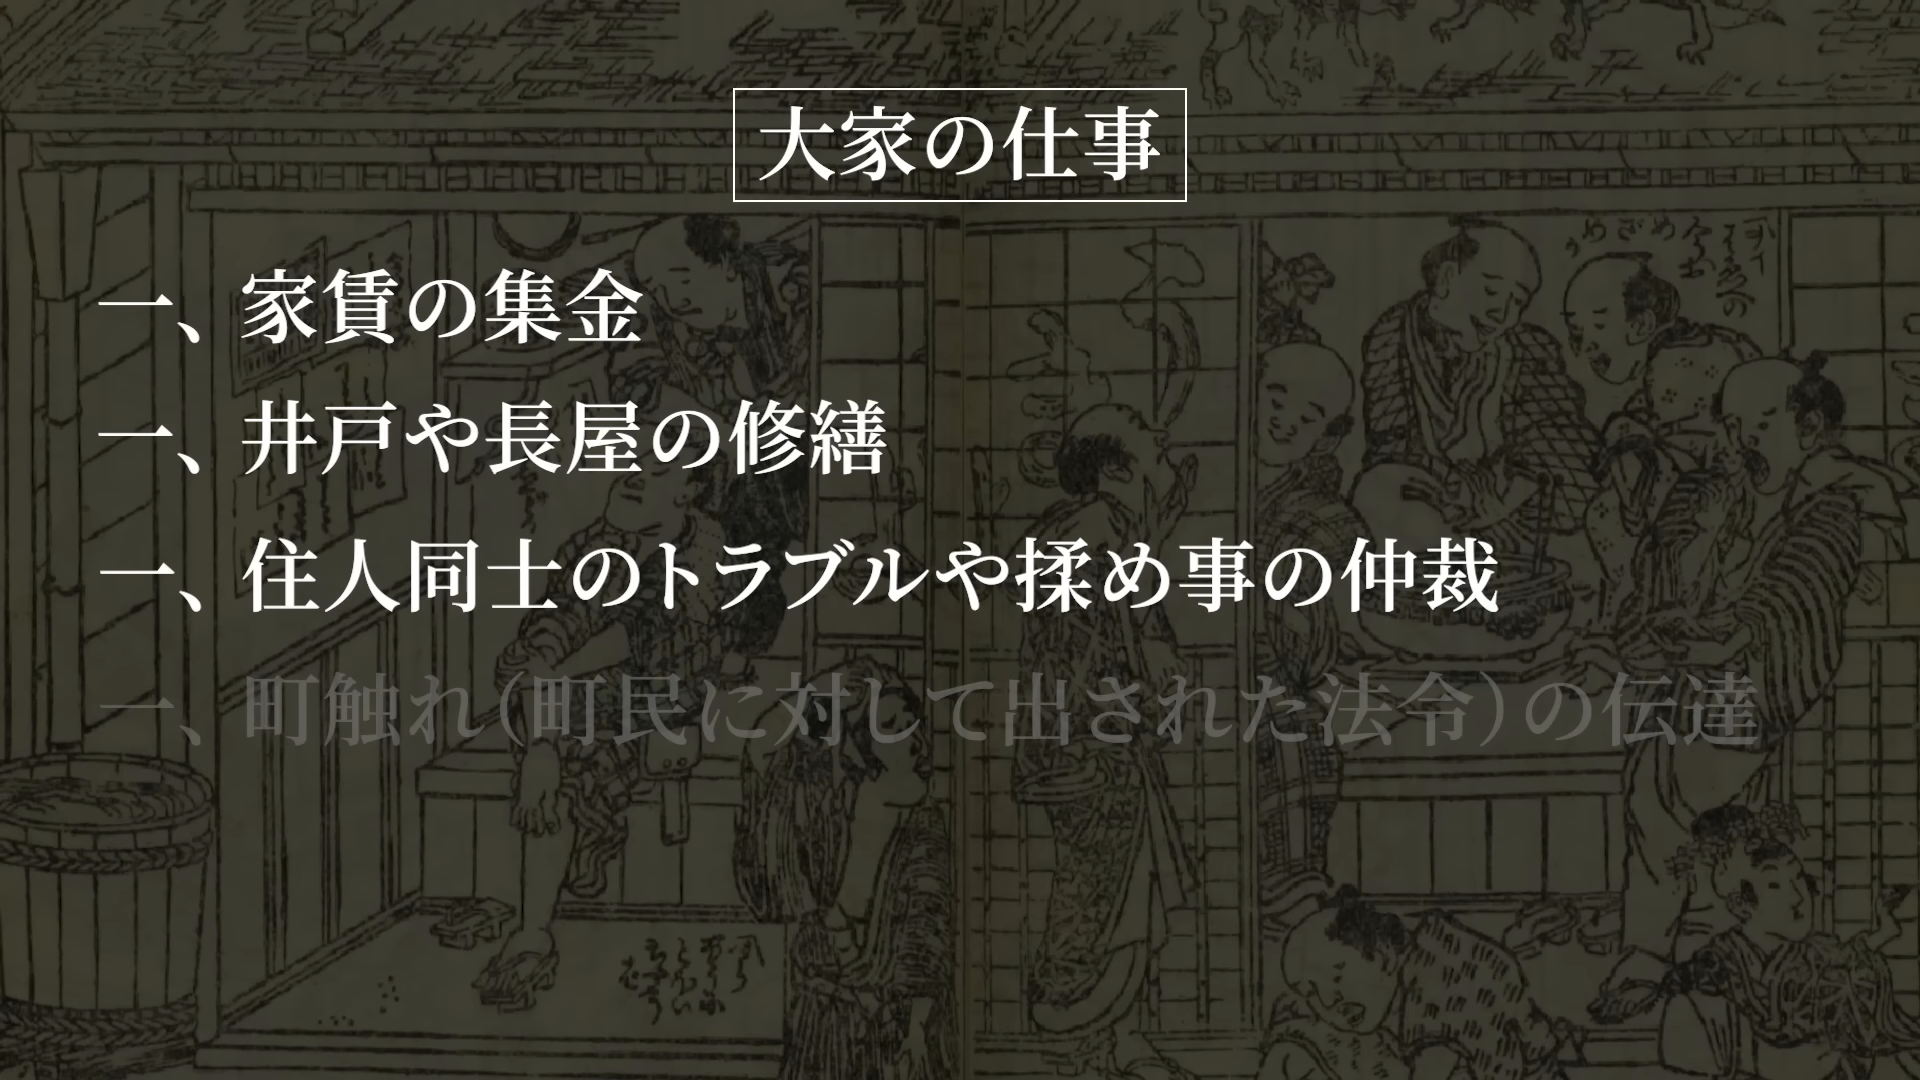 大家の仕事
一、家賃の集金
一、井戸や長屋の修繕
一、住人同士のトラブルや揉め事の仲裁
一、町触れ(町民に対して出された法令)の伝達